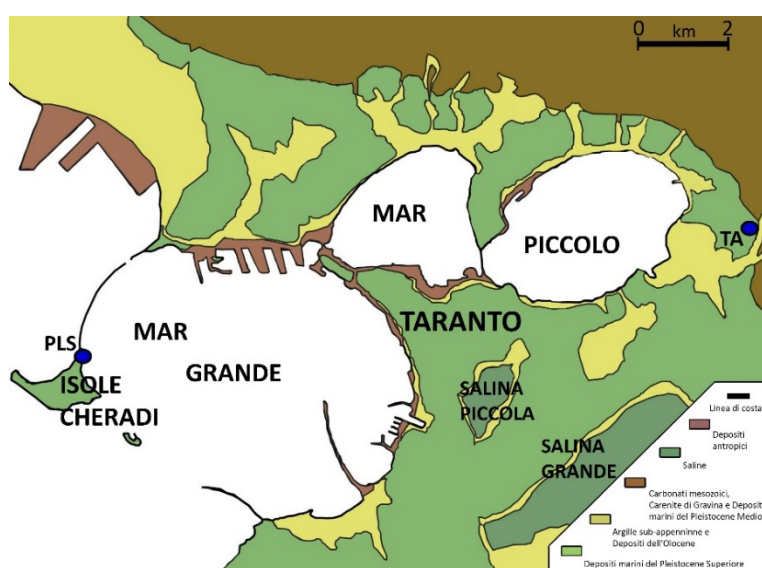 0 km 2
MAR
PICCOLO
TA
MAR
GRANDE
PLS
ISOLE
CHERADI
TARANTO
SALINA
PICCOLA
SALINA
GRANDE
Linea di costa
Depositi
antropici
Saline
Carbonati mesozoici,
Carenite di Gravina e Depositi
marini del Pleistocene Medio
Argille sub-appenninne e
Depositi dell'Olocene
Depositi marini del Pleistocene Superiore